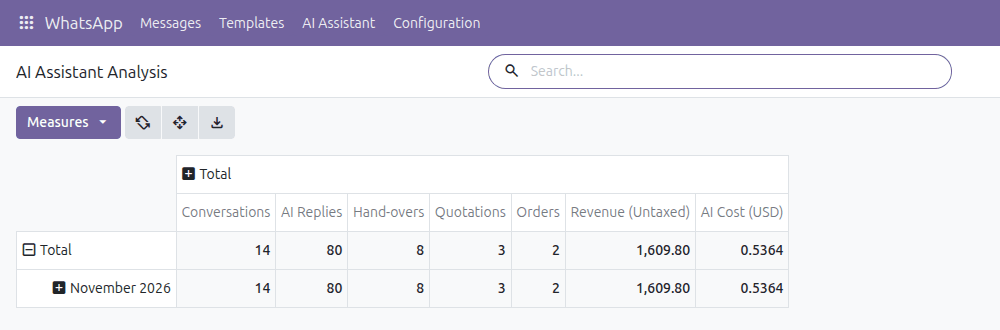 WhatsApp Messages Templates AI Assistant Configuration
AI Assistant Analysis Search...
Measures
Total
Conversations AI Replies Hand-overs Quotations Orders Revenue (Untaxed) AI Cost (USD)
Total 14 80 8 3 2 1,609.80 0.5364
November 2026 14 80 8 3 2 1,609.80 0.5364